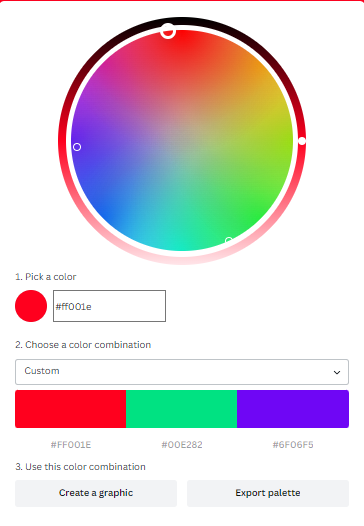 1. Pick a color
#ff001e
2. Choose a color combination
Custom
#FF001E #00E282 #6F06F5
3. Use this color combination
Create a graphic Export palette